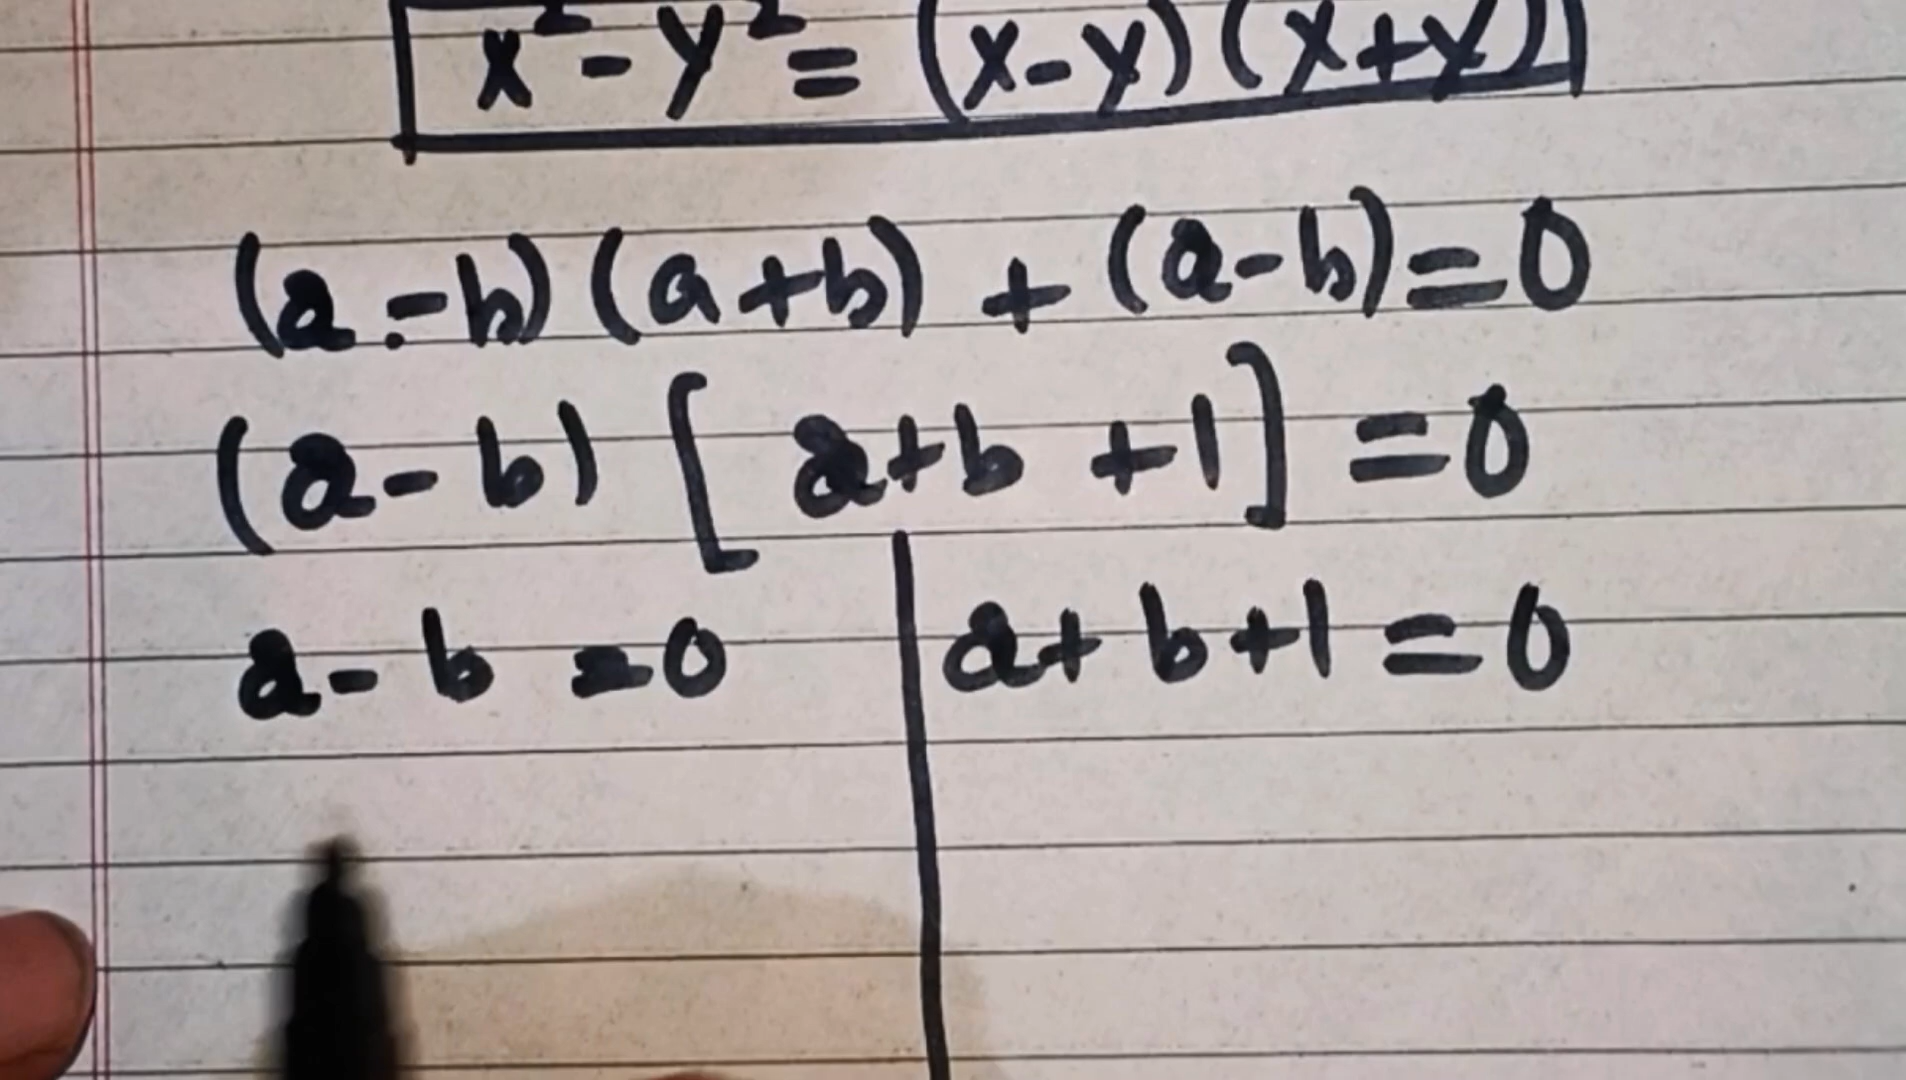 x² - y² = (x-y) (x+y)
(a-b) (a+b) + (a-b) = 0
(a-b) [a+b +1] = 0
a - b = 0
a + b + 1 = 0